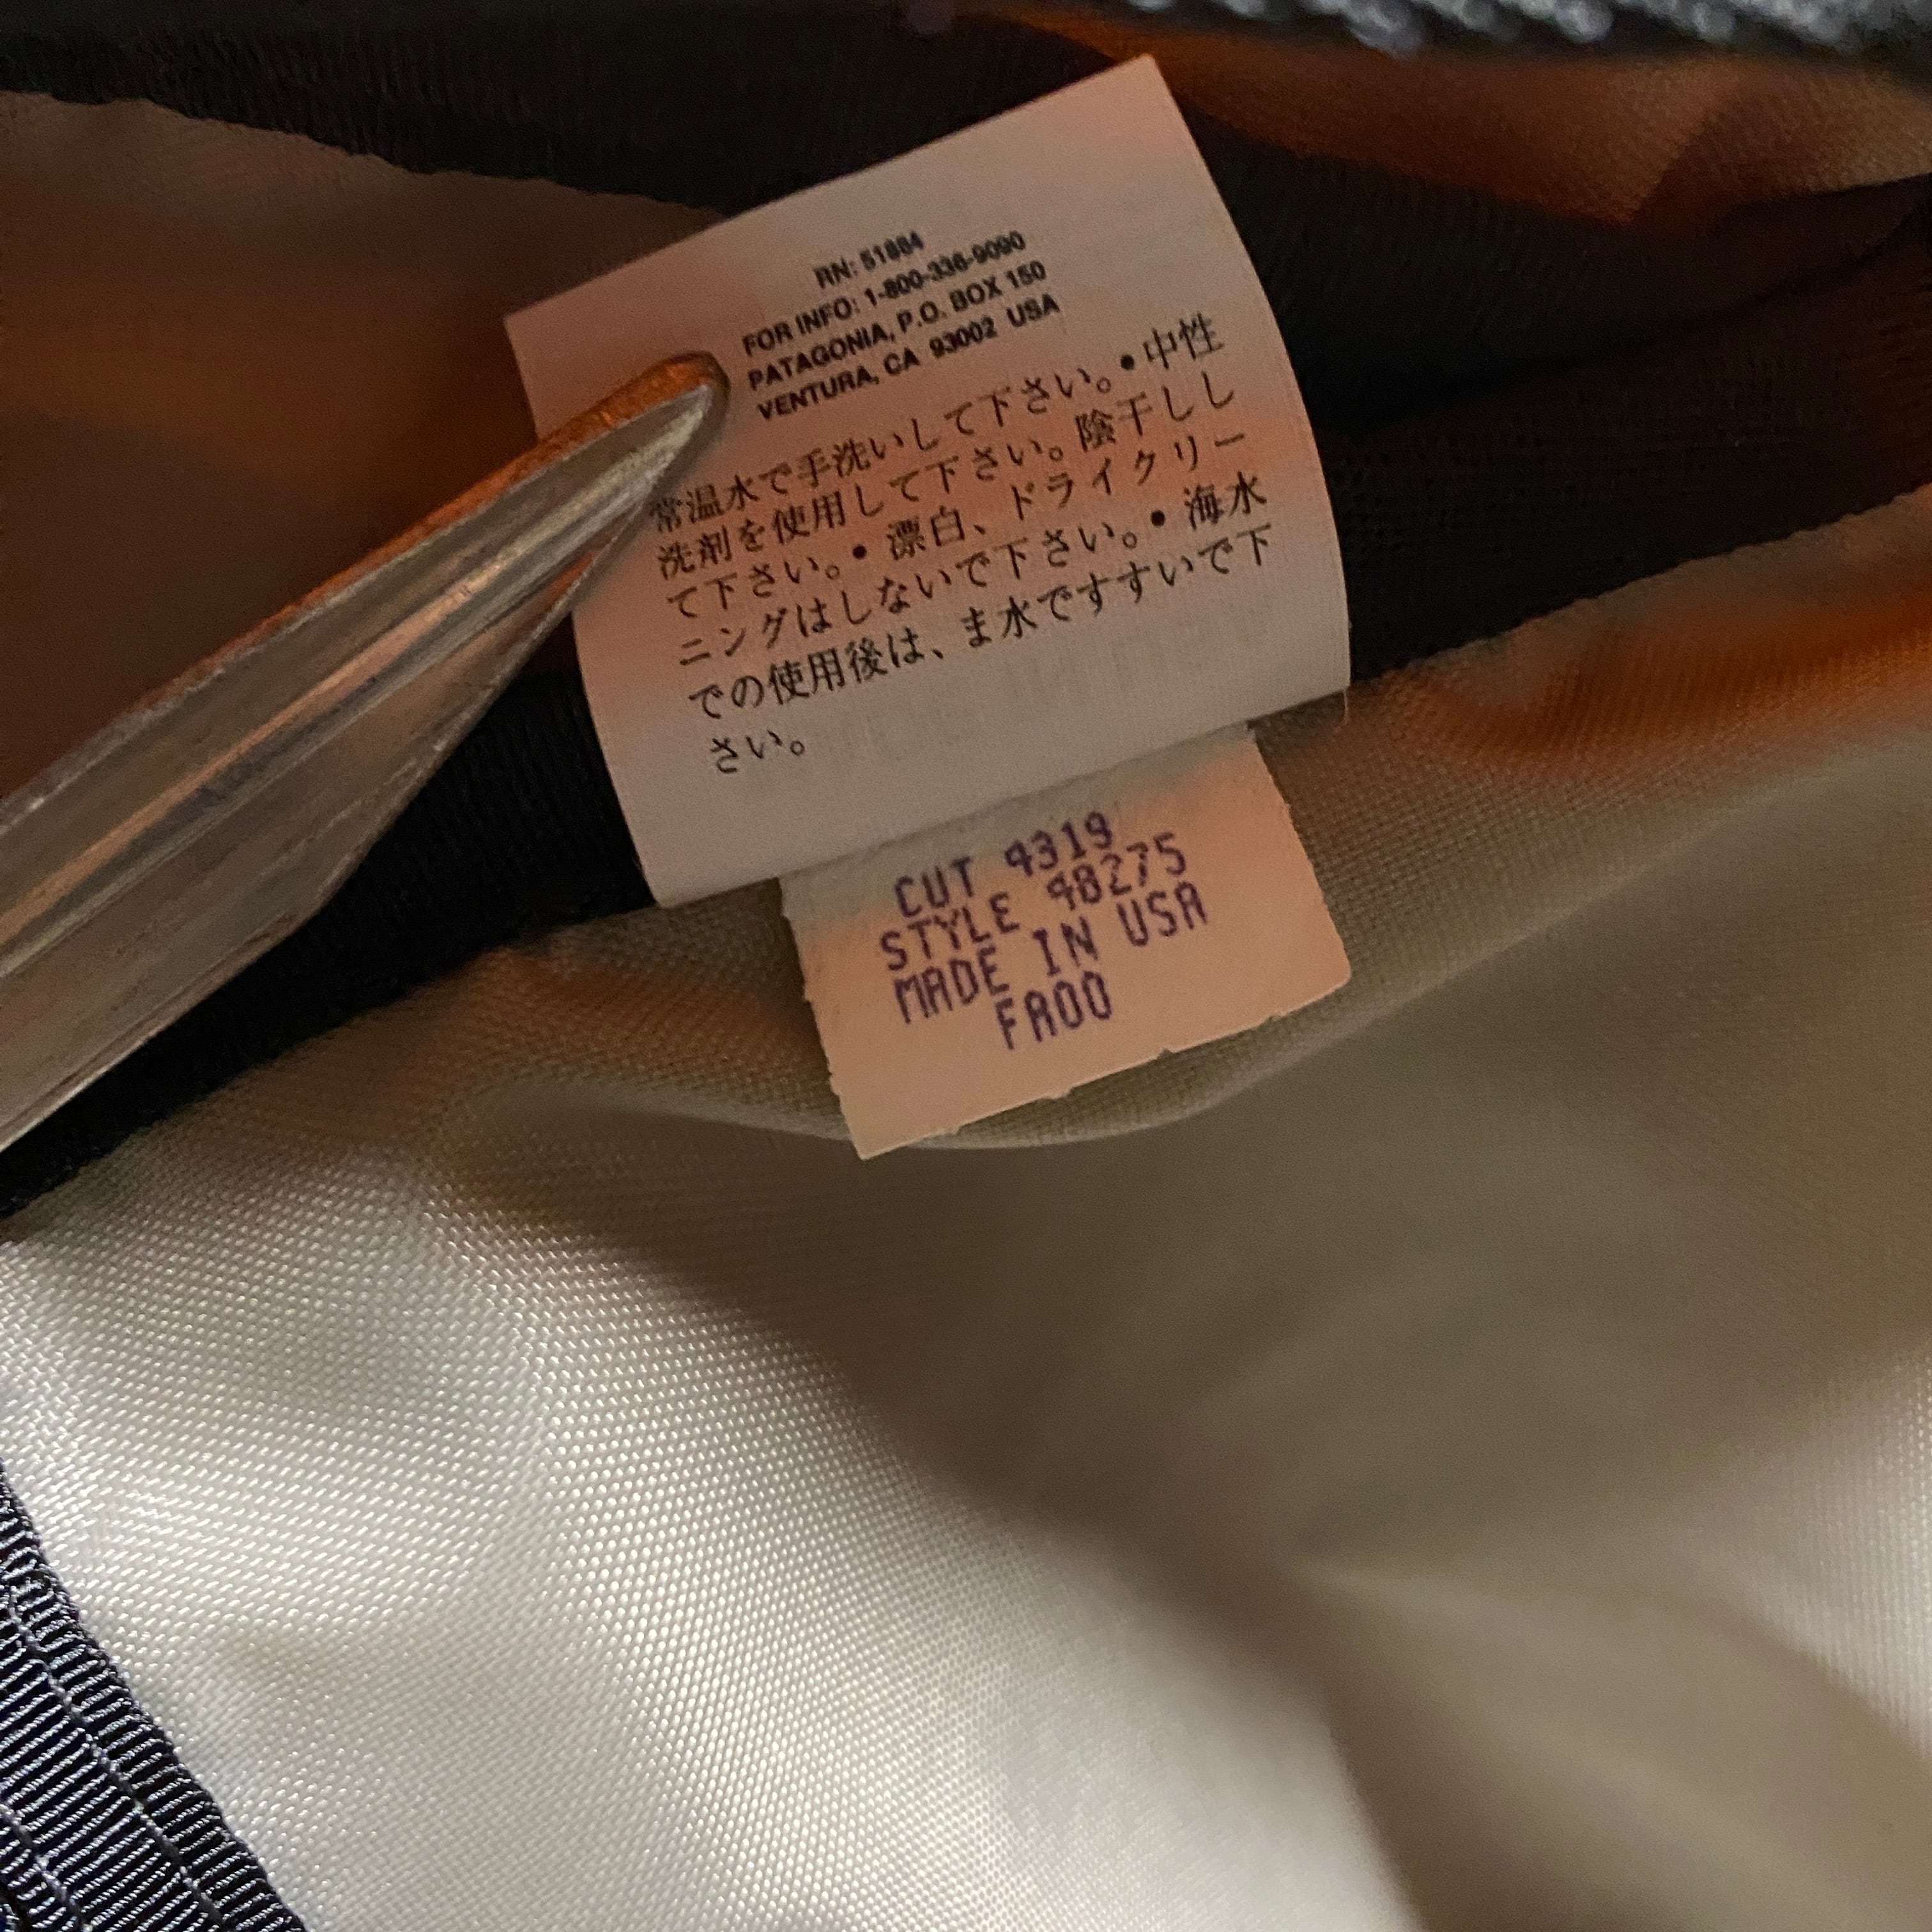 RN: 51884
FOR INFO: 1-800-336-9090
PATAGONIA, P.O. BOX 150
VENTURA, CA 93002 USA
常温水で手洗いして下さい。• 中性
洗剤を使用して下さい。陰干しし
て下さい。• 漂白、ドライクリー
ニングはしないで下さい。• 海水
での使用後は、ま水ですすいで下
さい。
CUT 4319
STYLE 48275
MADE IN USA
FA00